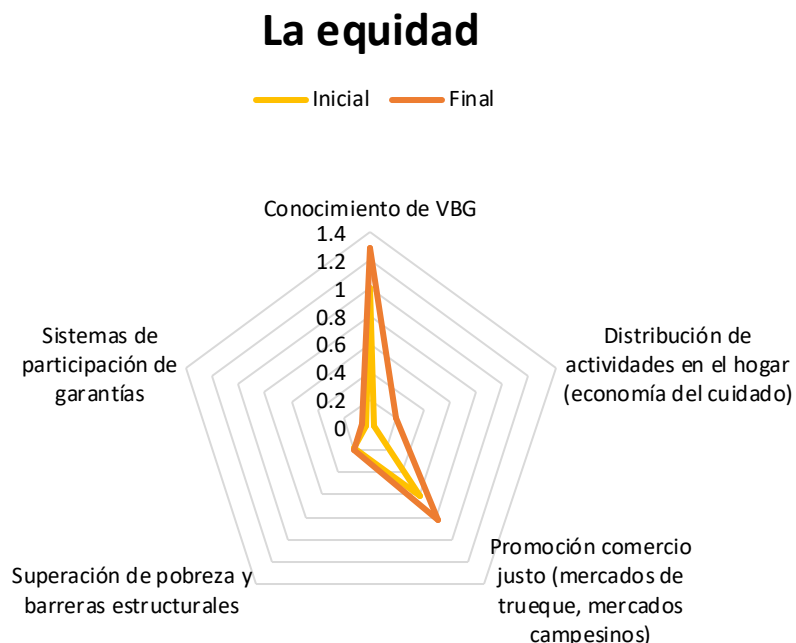 La equidad
Inicial Final
Conocimiento de VBG
1.4
1.2
1
0.8
0.6
0.4
0.2
0
Distribución de
actividades en el hogar
(economía del cuidado)
Promoción comercio
justo (mercados de
trueque, mercados
campesinos)
Superación de pobreza y
barreras estructurales
Sistemas de
participación de
garantías